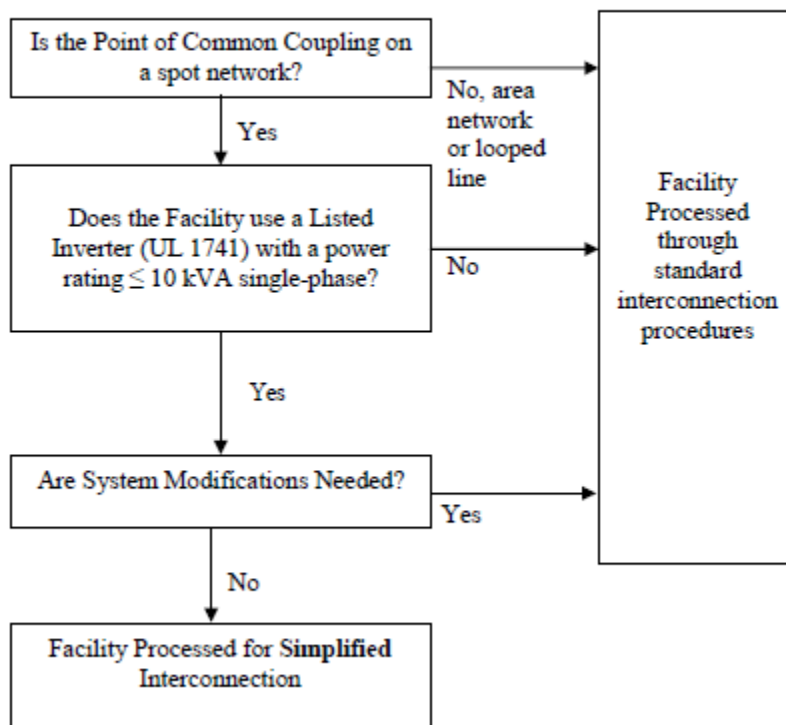 Is the Point of Common Coupling on
a spot network?
No, area
network
or looped
line
Yes
Does the Facility use a Listed
Inverter (UL 1741) with a power
rating ≤ 10 kVA single-phase?
No
Facility
Processed
through
standard
interconnection
procedures
Yes
Are System Modifications Needed?
Yes
No
Facility Processed for Simplified
Interconnection